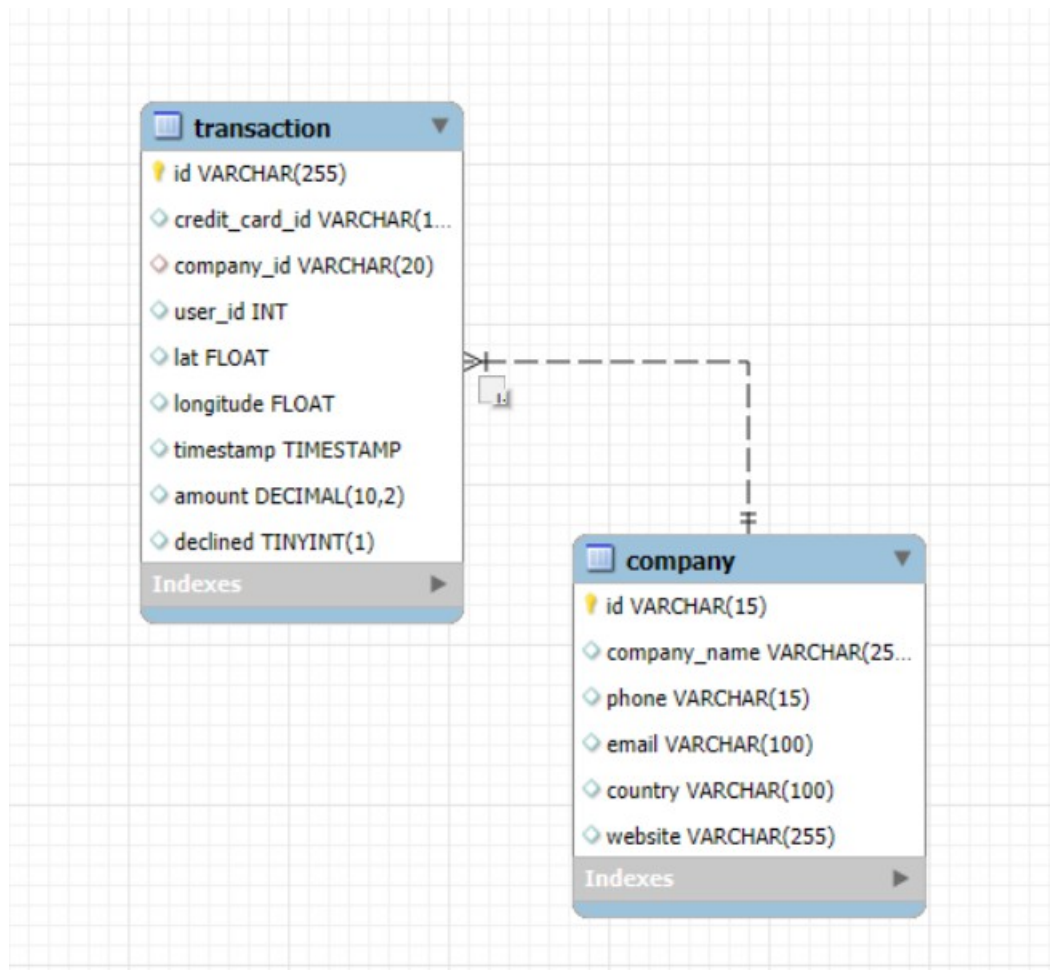 transaction
id VARCHAR(255)
credit_card_id VARCHAR(1...
company_id VARCHAR(20)
user_id INT
lat FLOAT
longitude FLOAT
timestamp TIMESTAMP
amount DECIMAL(10,2)
declined TINYINT(1)
Indexes
company
id VARCHAR(15)
company_name VARCHAR(25...
phone VARCHAR(15)
email VARCHAR(100)
country VARCHAR(100)
website VARCHAR(255)
Indexes